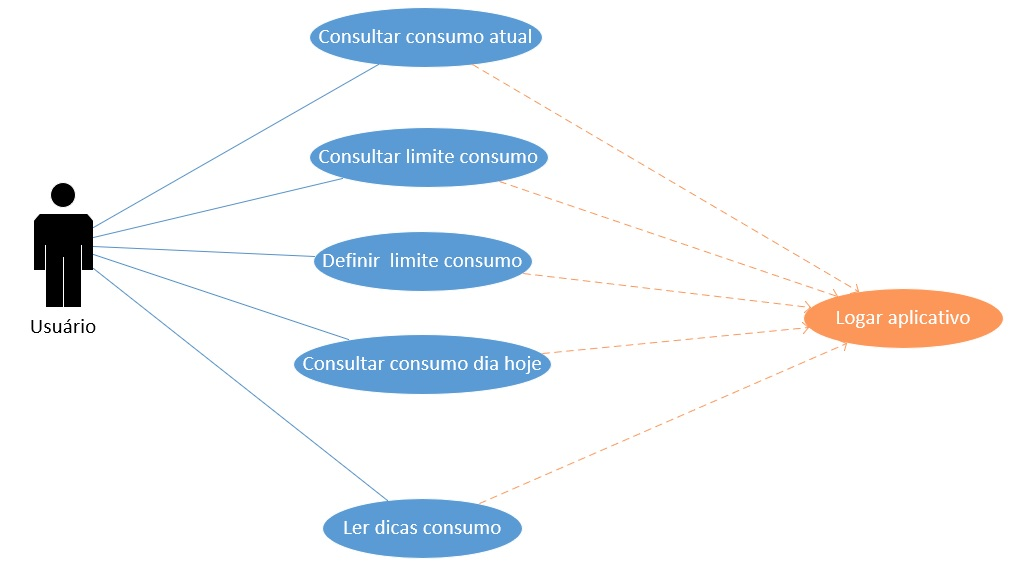 Consultar consumo atual
Consultar limite consumo
Definir  limite consumo
Logar aplicativo
Usuário
Consultar consumo dia hoje
Ler dicas consumo